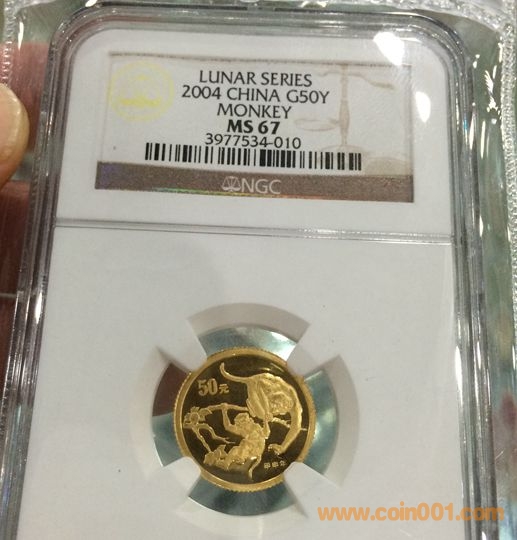 LUNAR SERIES
2004 CHINA G50Y
MONKEY
MS 67
3977534-010
NGC
50元
www.coin001.com